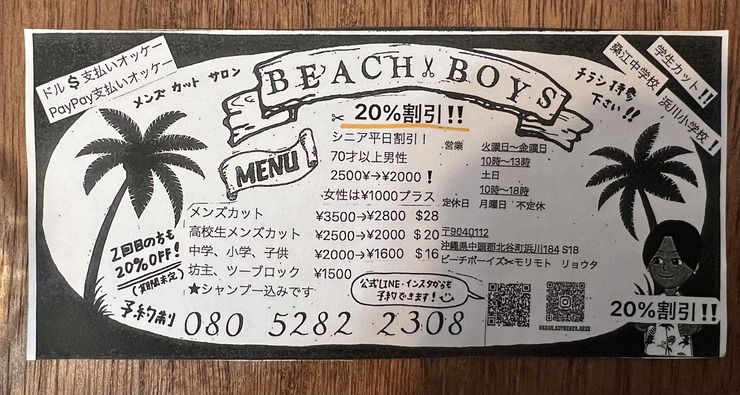 ドル＄支払いオッケー
PayPay支払いオッケー
メンズ カット サロン
BEACH BOYS
チラシ持参
下さい!!
学生カット!!
桑江中学校！浜川小学校！
20%割引!!
MENU
シニア平日割引！
70才以上男性
2500¥→¥2000！
女性は¥1000プラス
営業
火曜日〜金曜日
10時〜13時
土日
10時〜18時
定休日 月曜日 不定休
メンズカット ¥3500→¥2800 $28
高校生メンズカット ¥2500→¥2000 $20
中学、小学、子供 ¥2000→¥1600 $16
坊主、ツーブロック ¥1500
★シャンプー込みです
〒9040112
沖縄県中頭郡北谷町浜川184 S18
ビーチボーイズ✂モリモト リョウタ
2回目の方も
20%OFF!
(期間未定)
公式LINE・インスタからも
予約できます！
予約制 080 5282 2308
20%割引!!